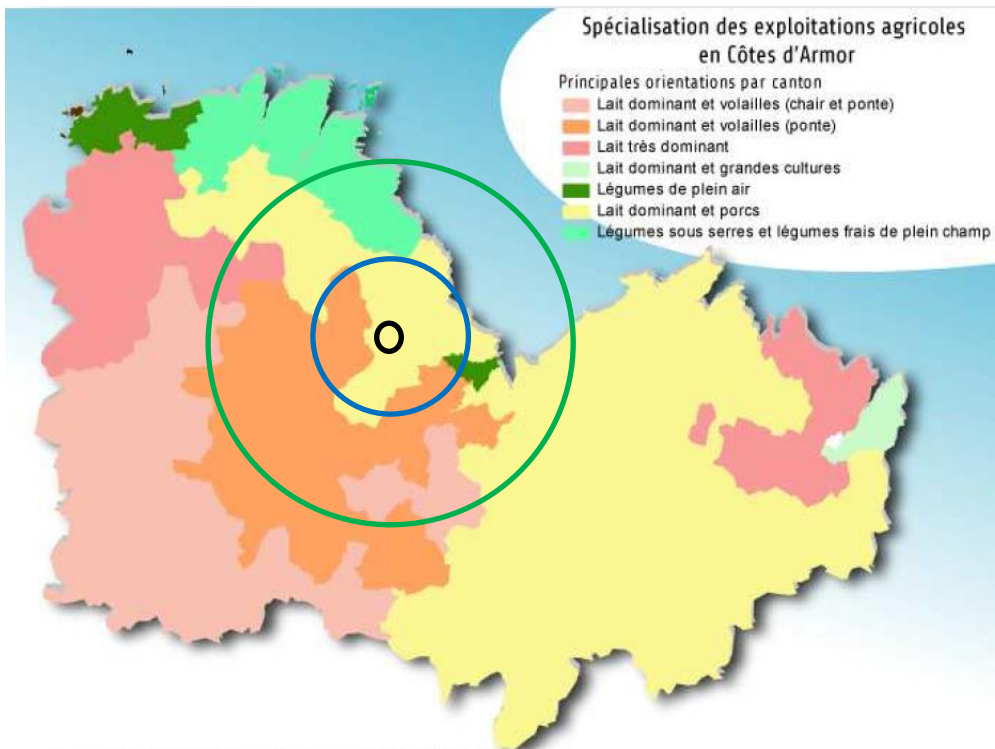 Spécialisation des exploitations agricoles
en Côtes d'Armor
Principales orientations par canton
Lait dominant et volailles (chair et ponte)
Lait dominant et volailles (ponte)
Lait très dominant
Lait dominant et grandes cultures
Légumes de plein air
Lait dominant et porcs
Légumes sous serres et légumes frais de plein champ